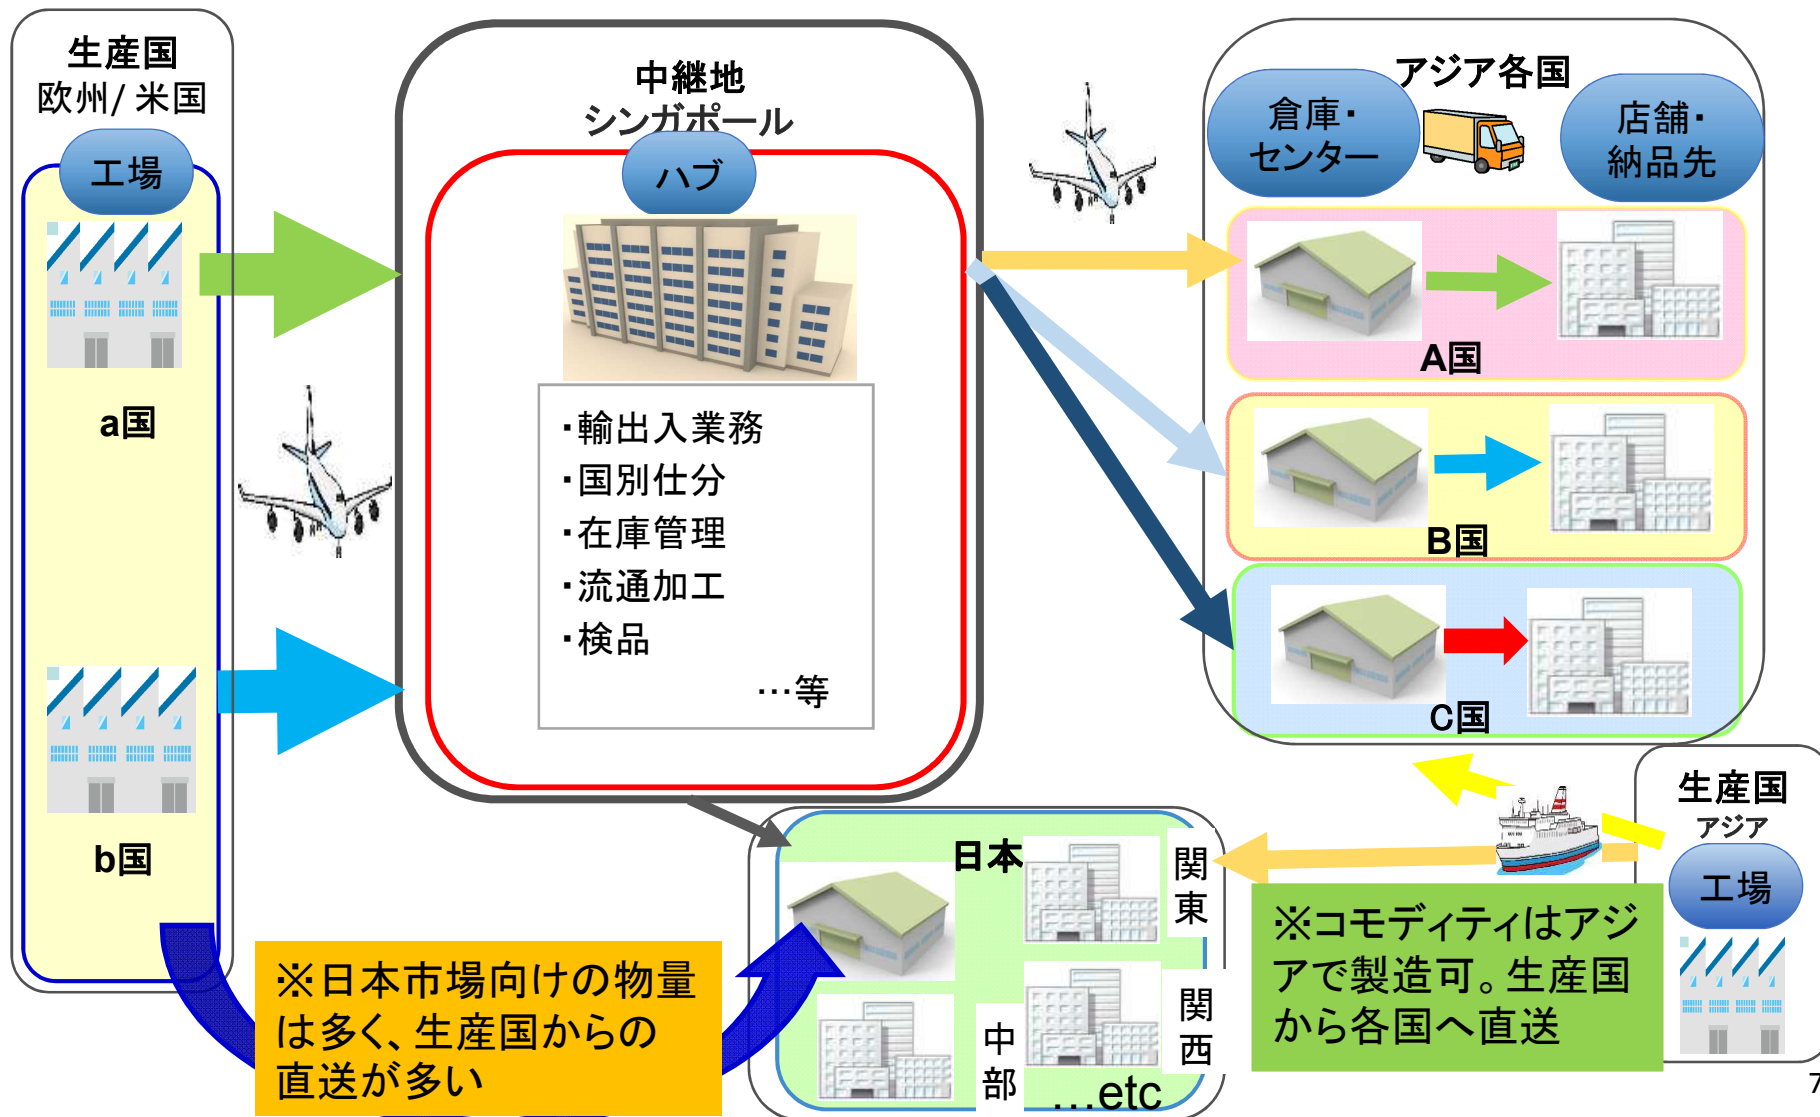 生産国
欧州/ 米国
工場
a国
b国
中継地
シンガポール
ハブ
・輸出入業務
・国別仕分
・在庫管理
・流通加工
・検品
…等
アジア各国
倉庫・
センター
店舗・
納品先
A国
B国
C国
日本
関東
関西
中部
…etc
※日本市場向けの物量
は多く、生産国からの
直送が多い
生産国
アジア
工場
※コモディティはアジ
アで製造可。生産国
から各国へ直送
7